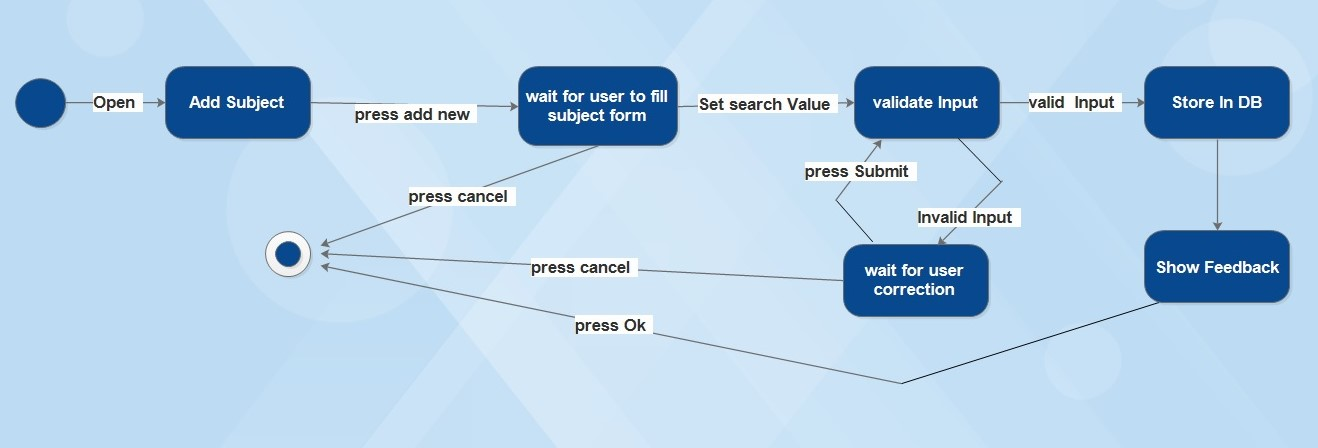 Open
Add Subject
press add new
wait for user to fill
subject form
Set search Value
validate Input
valid Input
Store In DB
press cancel
press Submit
Invalid Input
press cancel
wait for user
correction
Show Feedback
press Ok